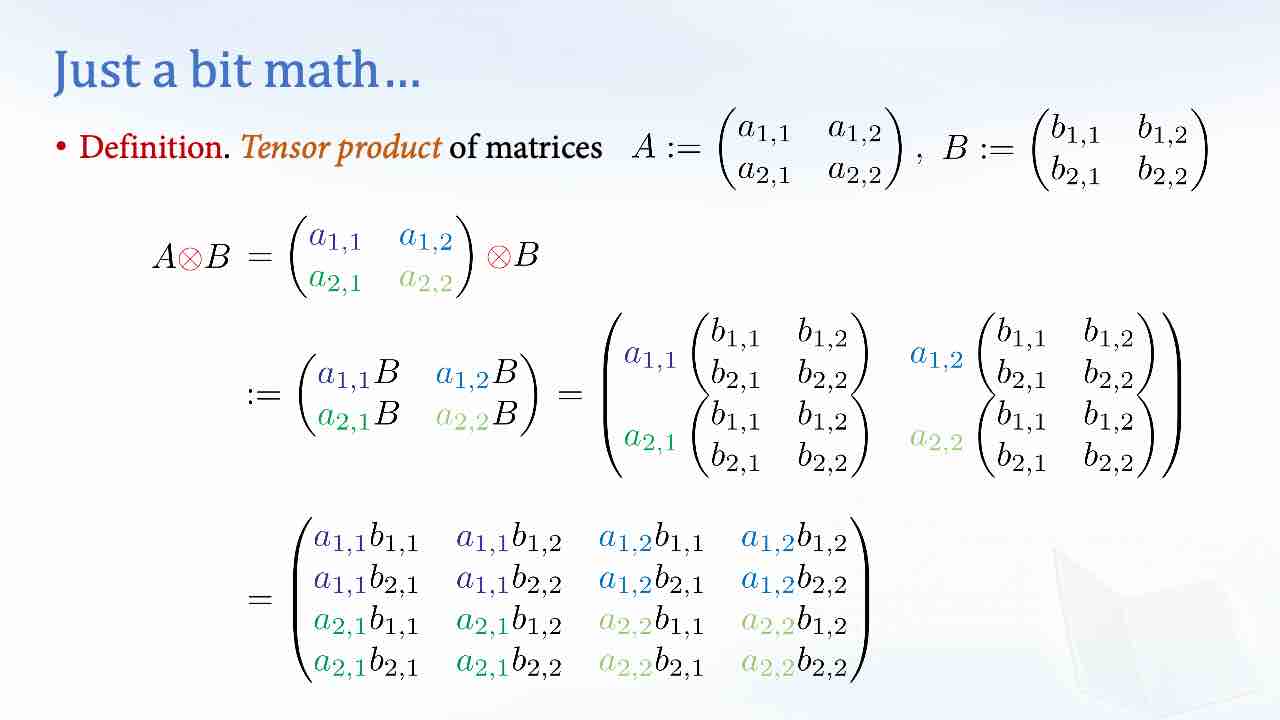 Just a bit math…
• Definition. Tensor product of matrices $A := \begin{pmatrix} a_{1,1} & a_{1,2} \\ a_{2,1} & a_{2,2} \end{pmatrix}, \; B := \begin{pmatrix} b_{1,1} & b_{1,2} \\ b_{2,1} & b_{2,2} \end{pmatrix}$
$A \otimes B = \begin{pmatrix} a_{1,1} & a_{1,2} \\ a_{2,1} & a_{2,2} \end{pmatrix} \otimes B$
$:= \begin{pmatrix} a_{1,1}B & a_{1,2}B \\ a_{2,1}B & a_{2,2}B \end{pmatrix} = \begin{pmatrix} a_{1,1}\begin{pmatrix} b_{1,1} & b_{1,2} \\ b_{2,1} & b_{2,2} \end{pmatrix} & a_{1,2}\begin{pmatrix} b_{1,1} & b_{1,2} \\ b_{2,1} & b_{2,2} \end{pmatrix} \\ a_{2,1}\begin{pmatrix} b_{1,1} & b_{1,2} \\ b_{2,1} & b_{2,2} \end{pmatrix} & a_{2,2}\begin{pmatrix} b_{1,1} & b_{1,2} \\ b_{2,1} & b_{2,2} \end{pmatrix} \end{pmatrix}$
$= \begin{pmatrix} a_{1,1}b_{1,1} & a_{1,1}b_{1,2} & a_{1,2}b_{1,1} & a_{1,2}b_{1,2} \\ a_{1,1}b_{2,1} & a_{1,1}b_{2,2} & a_{1,2}b_{2,1} & a_{1,2}b_{2,2} \\ a_{2,1}b_{1,1} & a_{2,1}b_{1,2} & a_{2,2}b_{1,1} & a_{2,2}b_{1,2} \\ a_{2,1}b_{2,1} & a_{2,1}b_{2,2} & a_{2,2}b_{2,1} & a_{2,2}b_{2,2} \end{pmatrix}$